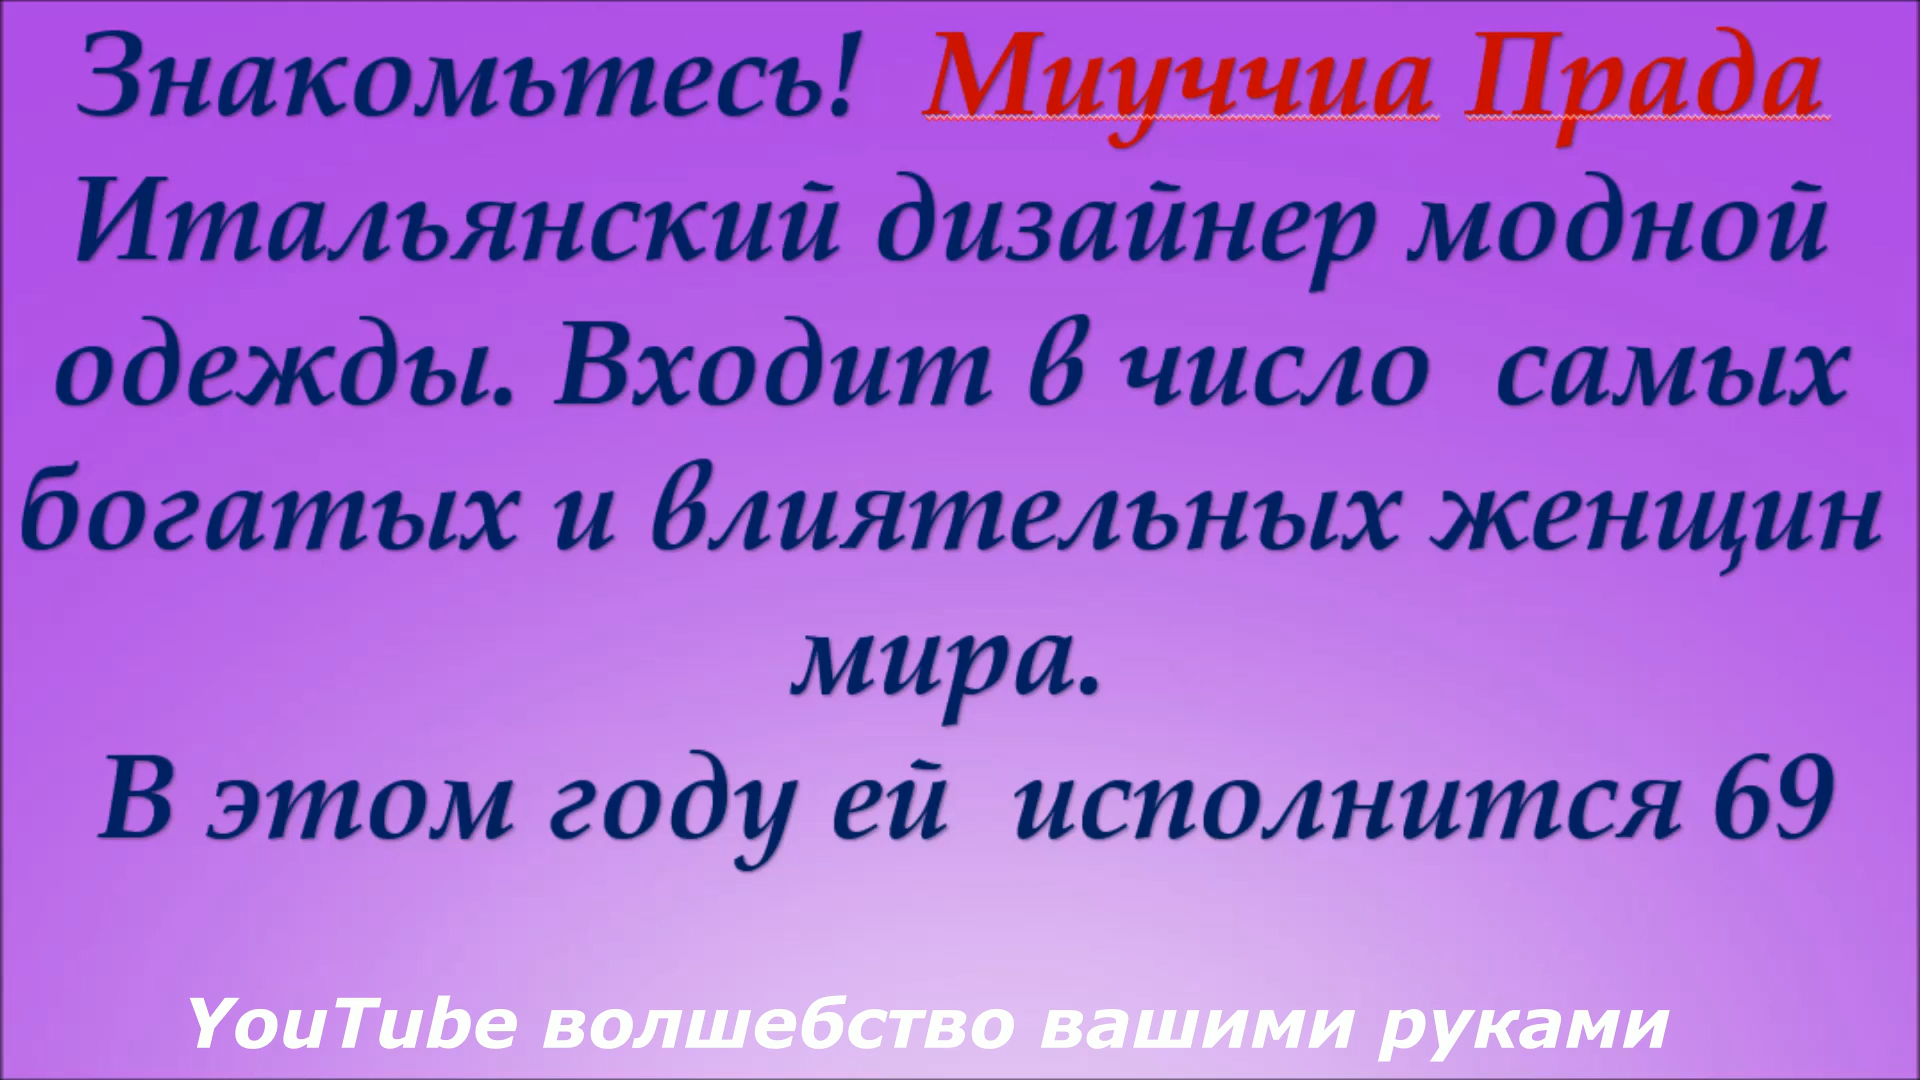 Знакомьтесь! Миуччиа Прада
Итальянский дизайнер модной
одежды. Входит в число самых
богатых и влиятельных женщин
мира.
В этом году ей исполнится 69
YouTube волшебство вашими руками